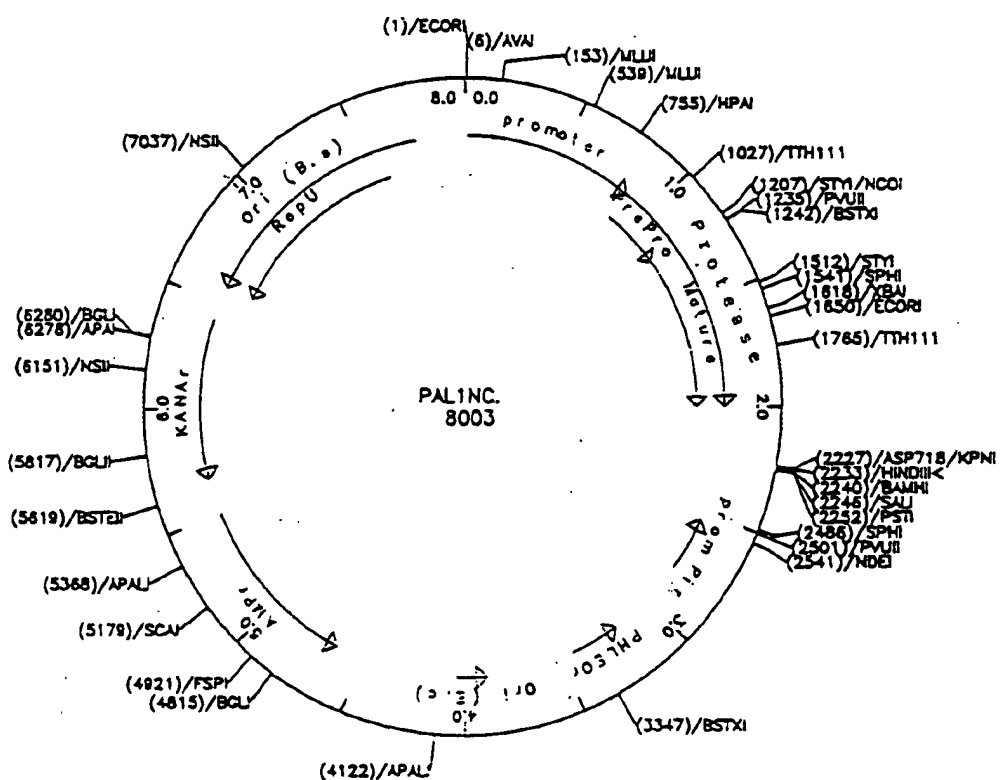 (1)/ECORI
(6)/AVAI
(153)/MLUI
(539)/MLUI
(755)/HPAI
(1027)/TTH111
(1207)/STYI/NCOI
(1235)/PVUII
(1242)/BSTXI
(1512)/STYI
(1541)/SPHI
(1618)/XBAI
(1650)/ECORI
(1765)/TTH111
(2227)/ASP718/KPNI
(2233)/HINDIII<
(2240)/BAMHI
(2246)/SALI
(2252)/PSTI
(2486)/SPHI
(2501)/PVUII
(2541)/NDEI
(3347)/BSTXI
(4122)/APAL
(4815)/BGLI
(4921)/FSPI
(5179)/SCAI
(5368)/APALI
(5619)/BSTEII
(5817)/BGLII
(6151)/NSII
(6278)/APAI
(6280)/BGLI
(7037)/NSII
8.0 0.0
1.0
2.0
3.0
4.0
5.0
6.0
7.0
promoter
PrePro
Mature
Protease
PHLEOr
Ori
AMPr
KANAr
RepU
Ori (B.s)
PAL1NC.
8003